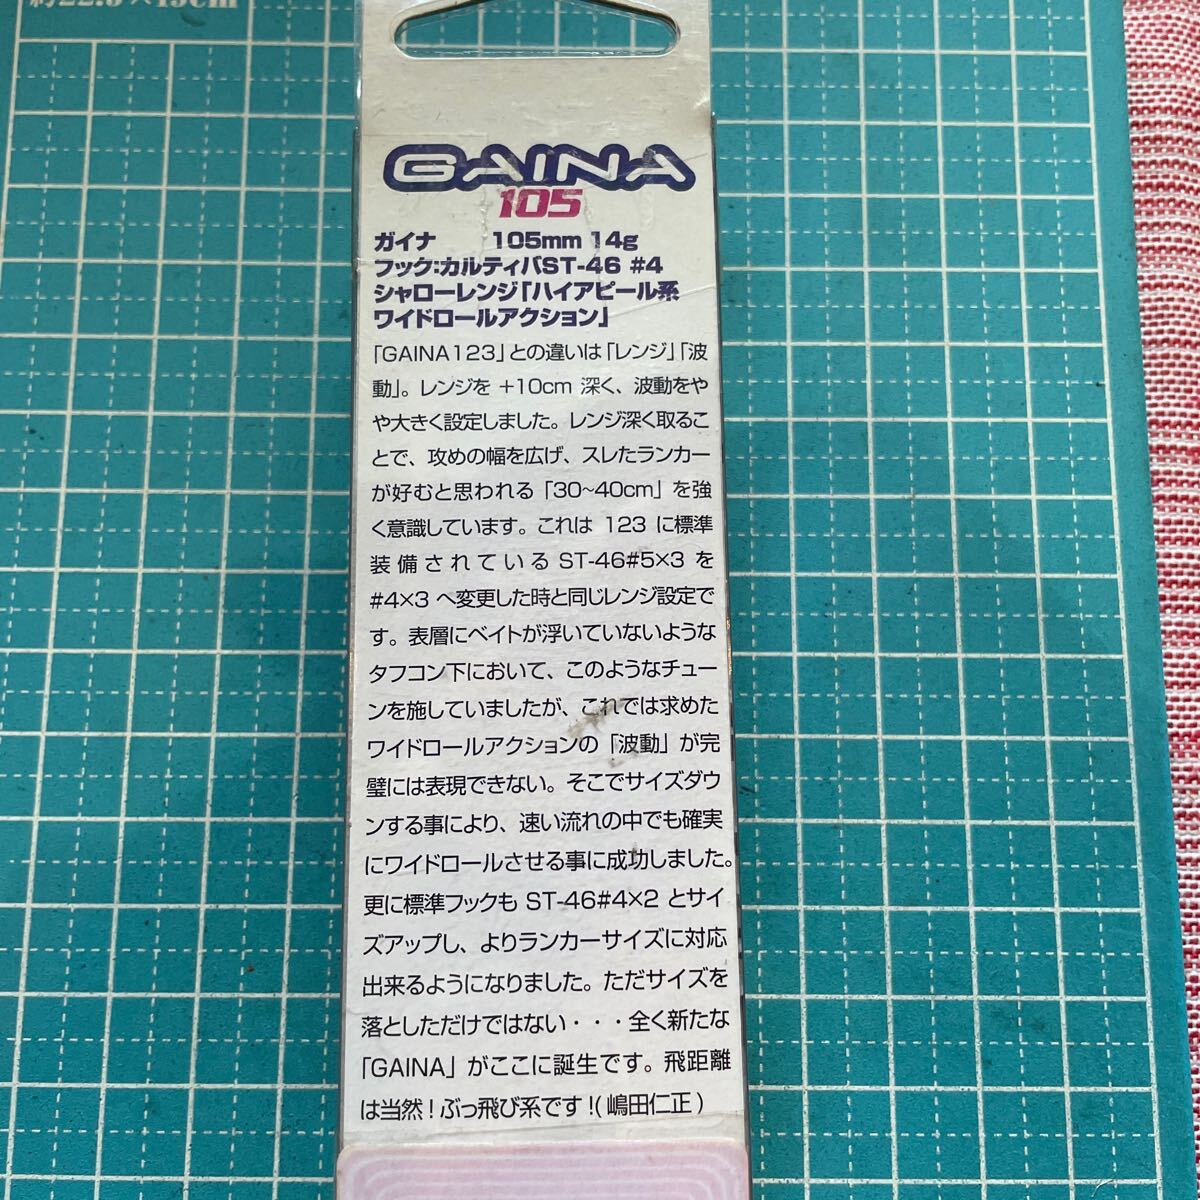 約22.5×15cm
GAINA
105
ガイナ 105mm 14g
フック:カルティバST-46 #4
シャローレンジ「ハイアピール系
ワイドロールアクション」
「GAINA123」との違いは「レンジ」「波
動」。レンジを +10cm 深く、波動をや
や大きく設定しました。レンジ深く取るこ
とで、攻めの幅を広げ、スレたランカー
が好むと思われる「30~40cm」を強
く意識しています。これは 123 に標準
装備されている ST-46#5×3 を
#4×3 へ変更した時と同じレンジ設定で
す。表層にベイトが浮いていないような
タフコン下において、このようなチュー
ンを施していましたが、これでは求めた
ワイドロールアクションの「波動」が完
璧には表現できない。そこでサイズダウ
ンする事により、速い流れの中でも確実
にワイドロールさせる事に成功しました。
更に標準フックも ST-46#4×2 とサイ
ズアップし、よりランカーサイズに対応
出来るようになりました。ただサイズを
落としただけではない・・・全く新たな
「GAINA」がここに誕生です。飛距離
は当然!ぶっ飛び系です!(嶋田仁正)